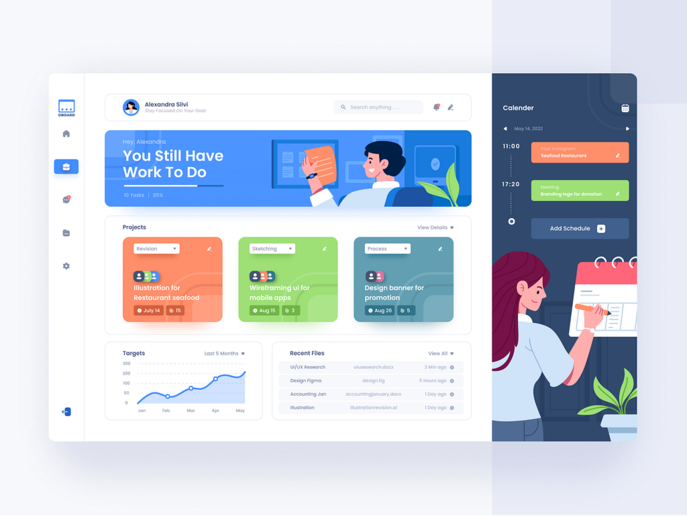 OBOARD
Alexandra Silvi
Stay Focused On Your Goal
Search anything . . .
Hey, Alexandra
You Still Have
Work To Do
10 Tasks | 65%
Projects
View Details
Revision
Illustration for
Restaurant seafood
July 14
15
Sketching
Wireframing ui for
mobile apps
Aug 15
3
Process
Design banner for
promotion
Aug 26
5
Targets
Last 5 Months
300
200
150
100
50
0
Jan
Feb
Mar
Apr
May
Recent Files
View All
UI/UX Research
uiuxresearch.docx
3 Min ago
Design Figma
design.fig
5 Hours ago
Accounting Jan
accountingjanuary.docx
1 Day ago
Illustration
illustrationrevision.ai
1 Day ago
Calender
May 14, 2022
11:00
Post Instagram
Seafood Restaurant
17:20
Meeting
Branding logo for donation
Add Schedule